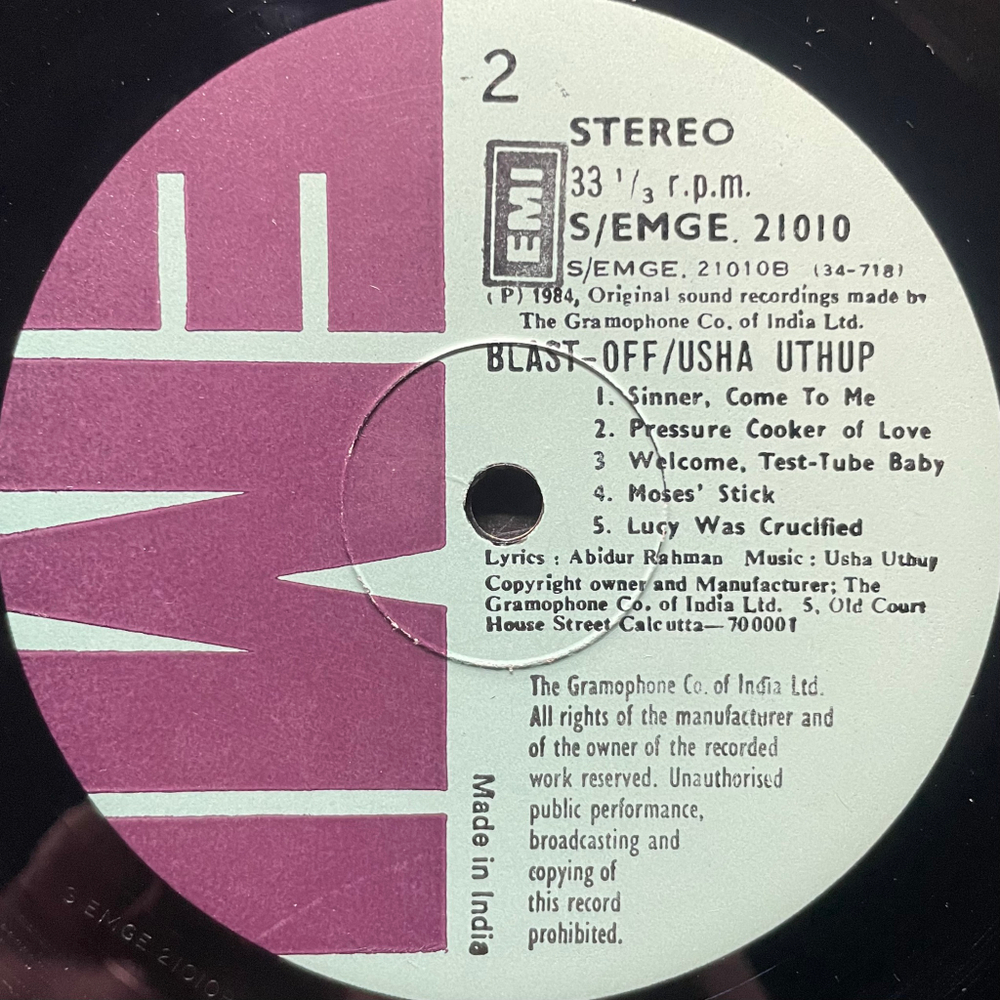 2
STEREO
EMI
33 1/3 r.p.m.
S/EMGE. 21010
S/EMGE. 21010B (34-718)
(P) 1984, Original sound recordings made by
The Gramophone Co. of India Ltd.
BLAST-OFF/USHA UTHUP
1. Sinner, Come To Me
2. Pressure Cooker of Love
3 Welcome, Test-Tube Baby
4. Moses' Stick
5. Lucy Was Crucified
Lyrics : Abidur Rahman Music : Usha Uthup
Copyright owner and Manufacturer; The
Gramophone Co. of India Ltd. 5, Old Court
House Street Calcutta—700001
The Gramophone Co. of India Ltd.
All rights of the manufacturer and
of the owner of the recorded
work reserved. Unauthorised
public performance,
broadcasting and
copying of
this record
prohibited.
Made in India
EMI
S EMGE 21010